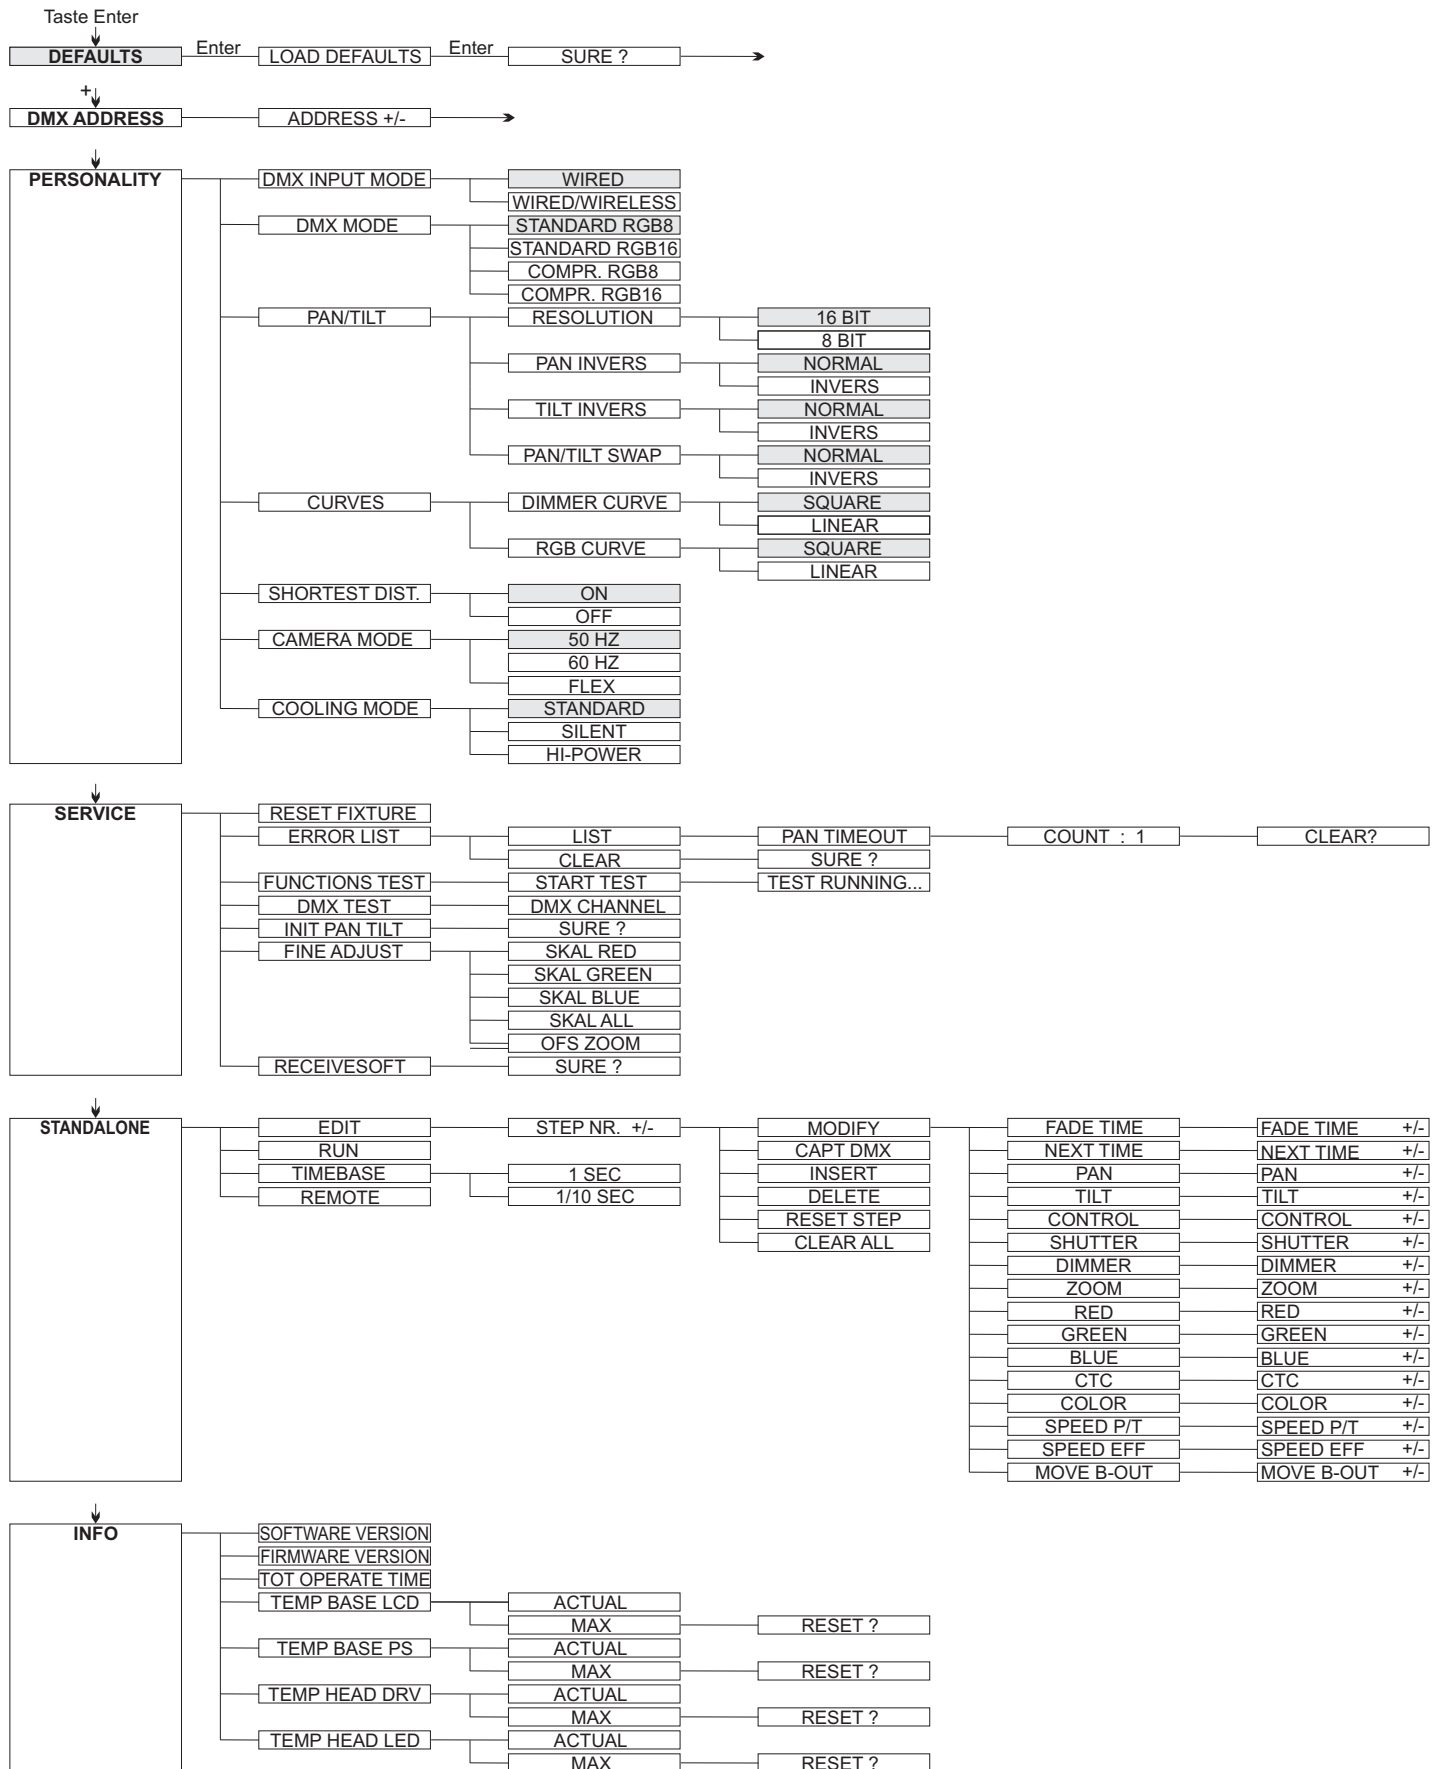 Taste Enter
DEFAULTS Enter LOAD DEFAULTS Enter SURE ?
+
DMX ADDRESS ADDRESS +/-
PERSONALITY DMX INPUT MODE WIRED
WIRED/WIRELESS
DMX MODE STANDARD RGB8
STANDARD RGB16
COMPR. RGB8
COMPR. RGB16
PAN/TILT RESOLUTION 16 BIT
8 BIT
PAN INVERS NORMAL
INVERS
TILT INVERS NORMAL
INVERS
PAN/TILT SWAP NORMAL
INVERS
CURVES DIMMER CURVE SQUARE
LINEAR
RGB CURVE SQUARE
LINEAR
SHORTEST DIST. ON
OFF
CAMERA MODE 50 HZ
60 HZ
FLEX
COOLING MODE STANDARD
SILENT
HI-POWER
SERVICE RESET FIXTURE
ERROR LIST LIST PAN TIMEOUT COUNT : 1 CLEAR?
CLEAR SURE ?
FUNCTIONS TEST START TEST TEST RUNNING...
DMX TEST DMX CHANNEL
INIT PAN TILT SURE ?
FINE ADJUST SKAL RED
SKAL GREEN
SKAL BLUE
SKAL ALL
OFS ZOOM
RECEIVESOFT SURE ?
STANDALONE EDIT STEP NR. +/- MODIFY FADE TIME FADE TIME +/-
RUN CAPT DMX NEXT TIME NEXT TIME +/-
TIMEBASE 1 SEC INSERT PAN PAN +/-
REMOTE 1/10 SEC DELETE TILT TILT +/-
RESET STEP CONTROL CONTROL +/-
CLEAR ALL SHUTTER SHUTTER +/-
DIMMER DIMMER +/-
ZOOM ZOOM +/-
RED RED +/-
GREEN GREEN +/-
BLUE BLUE +/-
CTC CTC +/-
COLOR COLOR +/-
SPEED P/T SPEED P/T +/-
SPEED EFF SPEED EFF +/-
MOVE B-OUT MOVE B-OUT +/-
INFO SOFTWARE VERSION
FIRMWARE VERSION
TOT OPERATE TIME
TEMP BASE LCD ACTUAL
MAX RESET ?
TEMP BASE PS ACTUAL
MAX RESET ?
TEMP HEAD DRV ACTUAL
MAX RESET ?
TEMP HEAD LED ACTUAL
MAX RESET ?